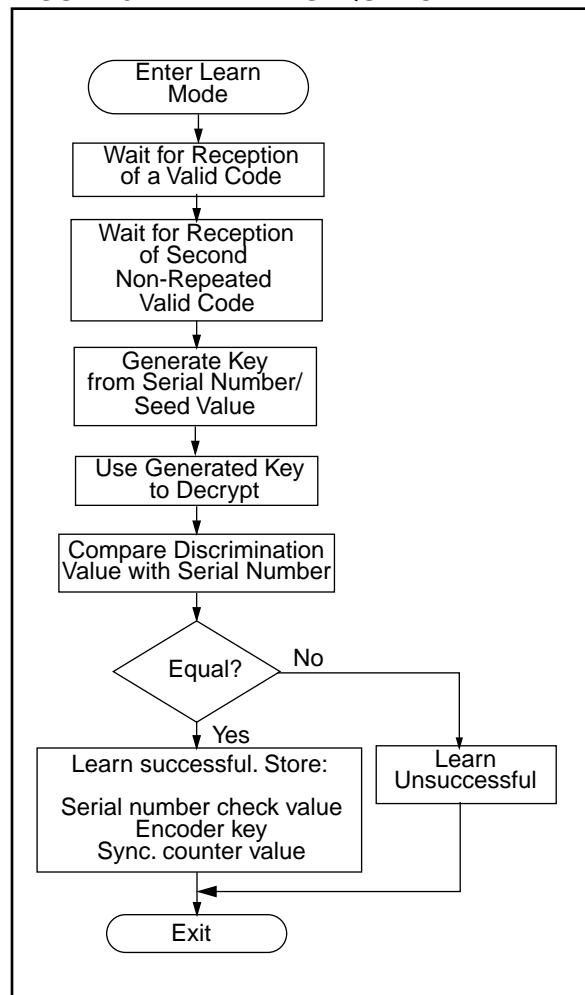 Enter Learn
Mode
Wait for Reception
of a Valid Code
Wait for Reception
of Second
Non-Repeated
Valid Code
Generate Key
from Serial Number/
Seed Value
Use Generated Key
to Decrypt
Compare Discrimination
Value with Serial Number
Equal?
No
Yes
Learn successful. Store:
Serial number check value
Encoder key
Sync. counter value
Learn
Unsuccessful
Exit